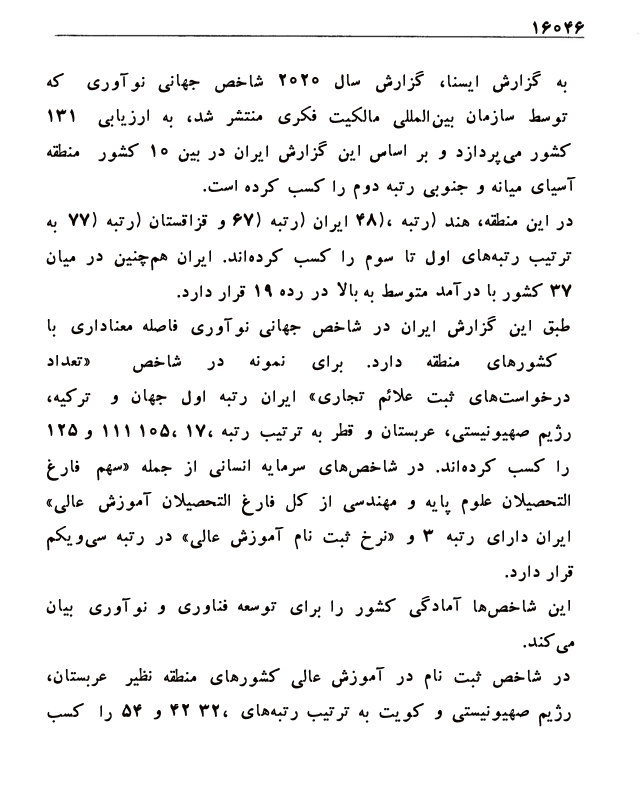 ۱۶۰۴۶
به گزارش ایسنا، گزارش سال ۲۰۲۰ شاخص جهانی نوآوری که
توسط سازمان بین‌المللی مالکیت فکری منتشر شد، به ارزیابی ۱۳۱
کشور می‌پردازد و بر اساس این گزارش ایران در بین ۱۰ کشور منطقه
آسیای میانه و جنوبی رتبه دوم را کسب کرده است.
در این منطقه، هند (رتبه ،(۴۸ ایران (رتبه (۶۷ و قزاقستان (رتبه (۷۷ به
ترتیب رتبه‌های اول تا سوم را کسب کرده‌اند. ایران هم‌چنین در میان
۳۷ کشور با درآمد متوسط به بالا در رده ۱۹ قرار دارد.
طبق این گزارش ایران در شاخص جهانی نوآوری فاصله معناداری با
کشورهای منطقه دارد. برای نمونه در شاخص «تعداد
درخواست‌های ثبت علائم تجاری» ایران رتبه اول جهان و ترکیه،
رژیم صهیونیستی، عربستان و قطر به ترتیب رتبه ،۱۷ ،۱۰۵ ۱۱۱ و ۱۲۵
را کسب کرده‌اند. در شاخص‌های سرمایه انسانی از جمله «سهم فارغ
التحصیلان علوم پایه و مهندسی از کل فارغ التحصیلان آموزش عالی»
ایران دارای رتبه ۳ و «نرخ ثبت نام آموزش عالی» در رتبه سی‌ویکم
قرار دارد.
این شاخص‌ها آمادگی کشور را برای توسعه فناوری و نوآوری بیان
می‌کند.
در شاخص ثبت نام در آموزش عالی کشورهای منطقه نظیر عربستان،
رژیم صهیونیستی و کویت به ترتیب رتبه‌های ،۳۲ ۴۲ و ۵۴ را کسب